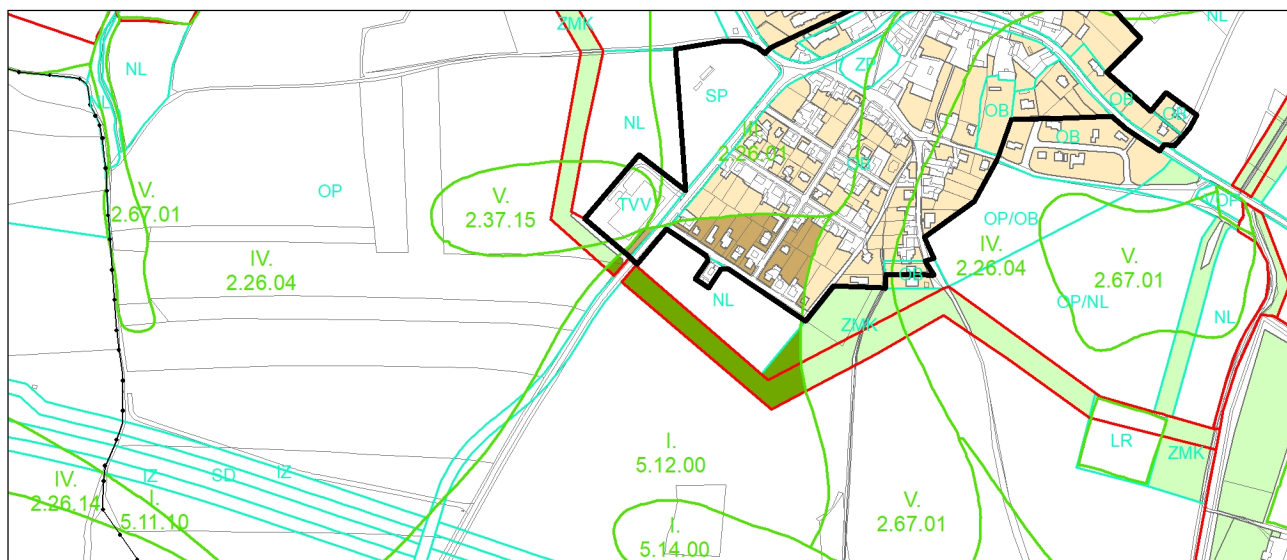 ZMK
NL
NL
NL
ZP
SP
OB
OB
OB
OB
NL
III.
2.26.01
OB
V.
2.67.01
OP
V.
2.37.15
TVV
OP/OB
VOP
IV.
2.26.04
IV.
2.26.04
V.
2.67.01
OB
NL
OP/NL
NL
ZMK
I.
5.12.00
LR
ZMK
IZ
SD
IZ
IV.
2.26.14
I.
5.11.10
V.
2.67.01
I.
5.14.00